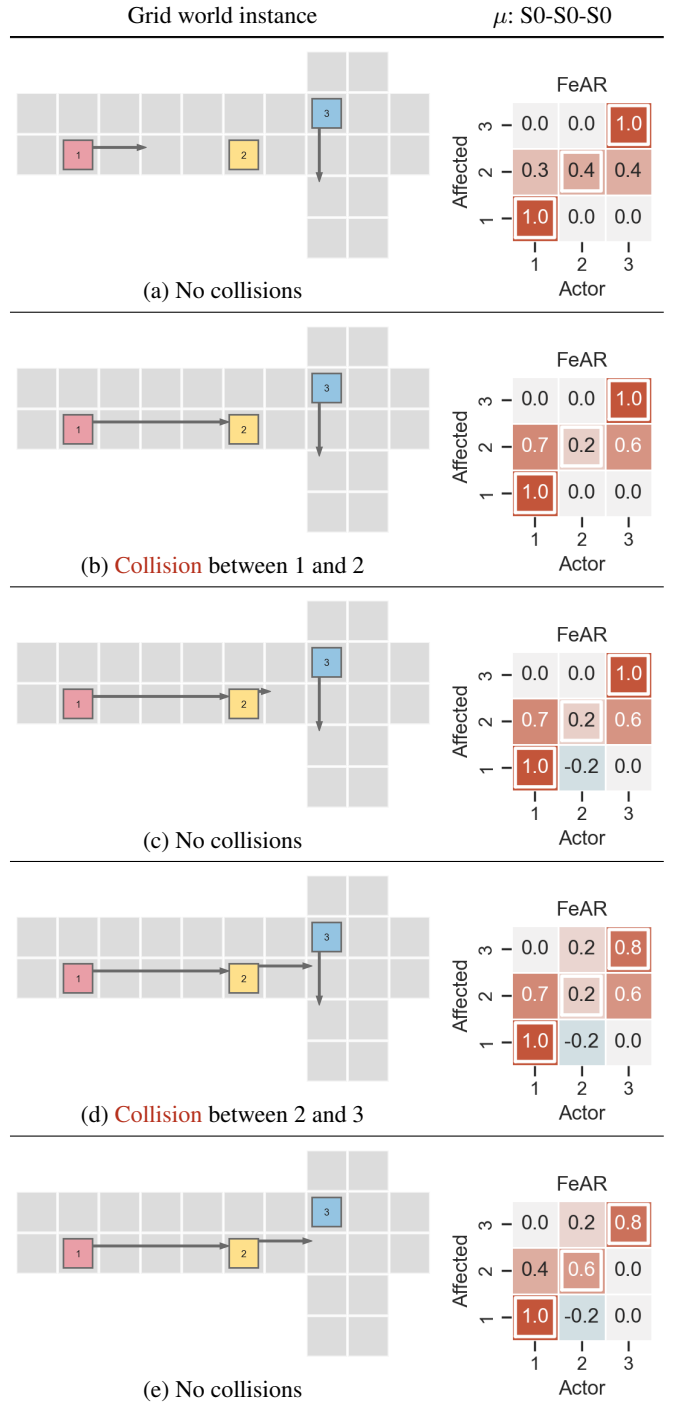 Grid world instance μ: S0-S0-S0
FeAR
3 0.0 0.0 1.0
1 2 3
Affected 2 0.3 0.4 0.4
1 1.0 0.0 0.0
1 2 3
Actor
(a) No collisions
FeAR
3 0.0 0.0 1.0
1 2 3
Affected 2 0.7 0.2 0.6
1 1.0 0.0 0.0
1 2 3
Actor
(b) Collision between 1 and 2
FeAR
3 0.0 0.0 1.0
1 2 3
Affected 2 0.7 0.2 0.6
1 1.0 -0.2 0.0
1 2 3
Actor
(c) No collisions
FeAR
3 0.0 0.2 0.8
1 2 3
Affected 2 0.7 0.2 0.6
1 1.0 -0.2 0.0
1 2 3
Actor
(d) Collision between 2 and 3
FeAR
3 0.0 0.2 0.8
1 2 3
Affected 2 0.4 0.6 0.0
1 1.0 -0.2 0.0
1 2 3
Actor
(e) No collisions